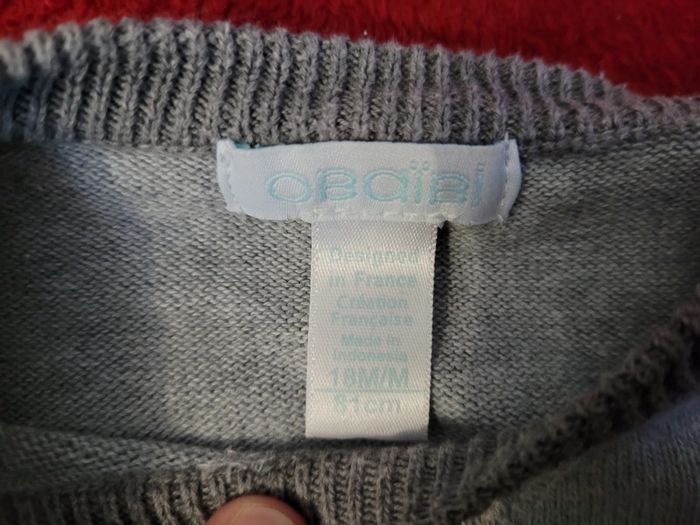 OBaïBi
Designed
in France
Création
Française
Made in
Indonesia
18M/M
81cm